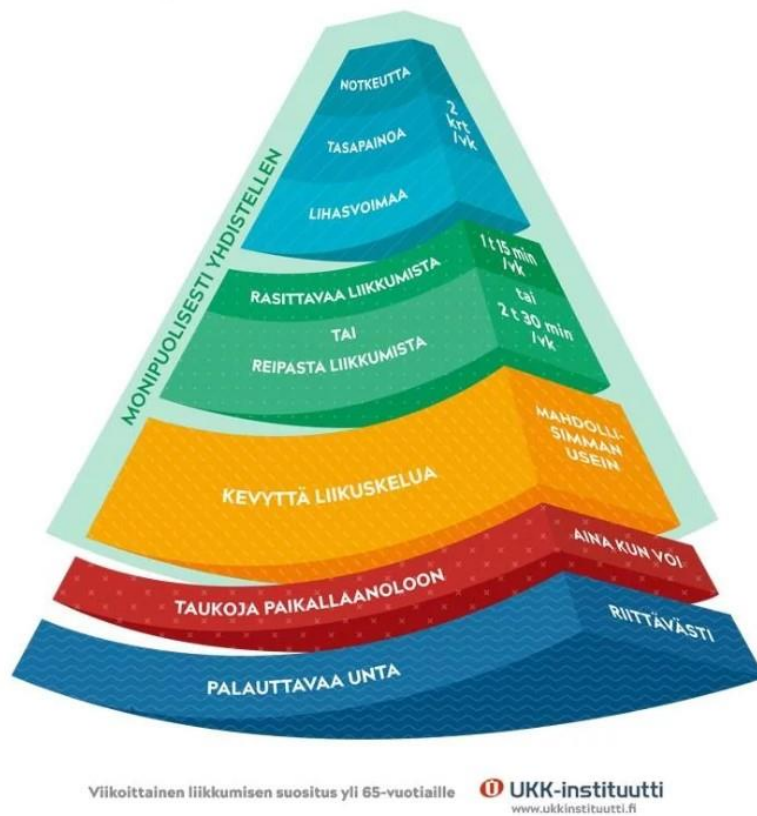 MONIPUOLISESTI YHDISTELLEN
NOTKEUTTA
TASAPAINOA
LIHASVOIMAA
2
krt
/vk
RASITTAVAA LIIKKUMISTA
1 t 15 min
/vk
TAI
REIPASTA LIIKKUMISTA
tai
2 t 30 min
/vk
KEVYTTÄ LIIKUSKELUA
MAHDOLLI-
SIMMAN
USEIN
TAUKOJA PAIKALLAANOLOON
AINA KUN VOI
PALAUTTAVAA UNTA
RIITTÄVÄSTI
Viikoittainen liikkumisen suositus yli 65-vuotiaille
UKK-instituutti
www.ukkinstituutti.fi